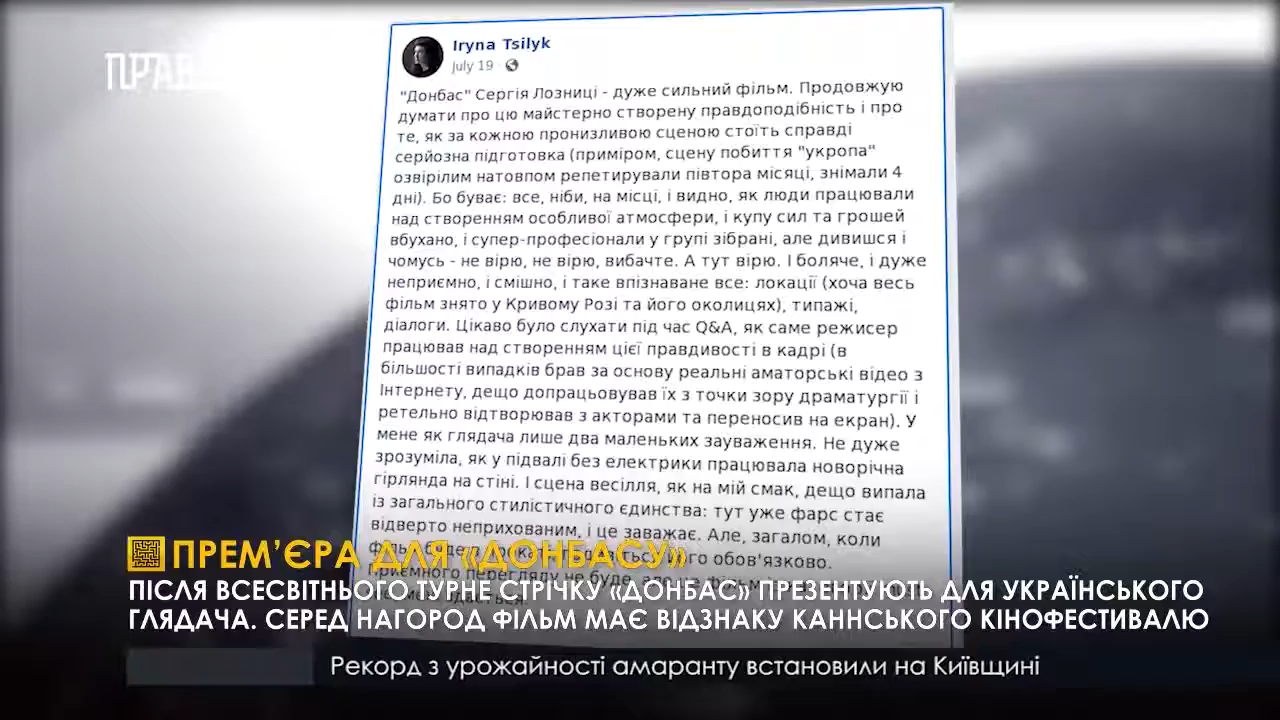 ПРАВ
Iryna Tsilyk
July 19
"Донбас" Сергія Лозниці - дуже сильний фільм. Продовжую
думати про цю майстерно створену правдоподібність і про
те, як за кожною пронизливою сценою стоїть справді
серйозна підготовка (приміром, сцену побиття "укропа"
озвірілим натовпом репетирували півтора місяці, знімали 4
дні). Бо буває: все, ніби, на місці, і видно, як люди працювали
над створенням особливої атмосфери, і купу сил та грошей
вбухано, і супер-професіонали у групі зібрані, але дивишся і
чомусь - не вірю, не вірю, вибачте. А тут вірю. І боляче, і дуже
неприємно, і смішно, і таке впізнаване все: локації (хоча весь
фільм знято у Кривому Розі та його околицях), типажі,
діалоги. Цікаво було слухати під час Q&A, як саме режисер
працював над створенням цієї правдивості в кадрі (в
більшості випадків брав за основу реальні аматорські відео з
Інтернету, дещо допрацьовував їх з точки зору драматургії і
ретельно відтворював з акторами та переносив на екран). У
мене як глядача лише два маленьких зауваження. Не дуже
зрозуміла, як у підвалі без електрики працювала новорічна
гірлянда на стіні. І сцена весілля, як на мій смак, дещо випала
із загального стилістичного єдинства: тут уже фарс стає
відверто неприхованим, і це заважає. Але, загалом, коли
обов'язково.
приємного перегляду не буде
ПРЕМ’ЄРА ДЛЯ «ДОНБАСУ»
ПІСЛЯ ВСЕСВІТНЬОГО ТУРНЕ СТРІЧКУ «ДОНБАС» ПРЕЗЕНТУЮТЬ ДЛЯ УКРАЇНСЬКОГО
ГЛЯДАЧА. СЕРЕД НАГОРОД ФІЛЬМ МАЄ ВІДЗНАКУ КАННСЬКОГО КІНОФЕСТИВАЛЮ
Рекорд з урожайності амаранту встановили на Київщині